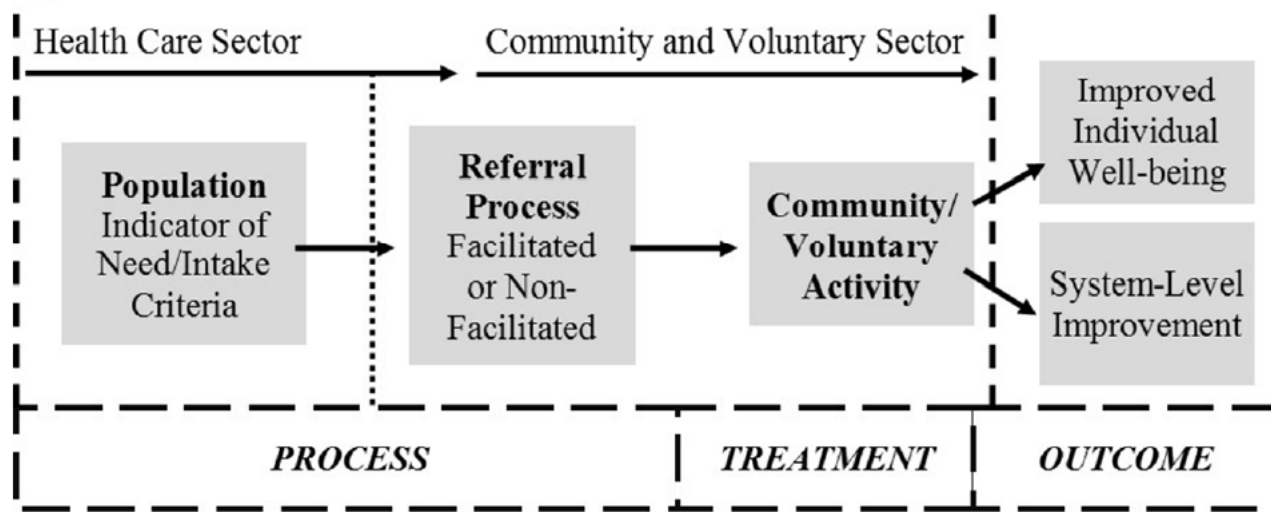 Health Care Sector
Community and Voluntary Sector
Population
Indicator of
Need/Intake
Criteria
Referral
Process
Facilitated
or Non-
Facilitated
Community/
Voluntary
Activity
Improved
Individual
Well-being
System-Level
Improvement
PROCESS
TREATMENT
OUTCOME